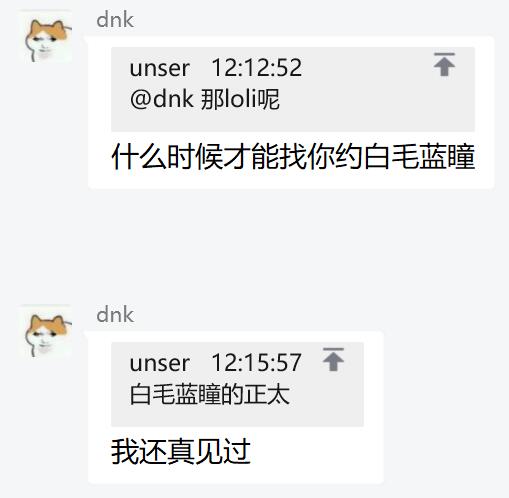 dnk
unser 12:12:52
@dnk 那loli呢
什么时候才能找你约白毛蓝瞳
dnk
unser 12:15:57
白毛蓝瞳的正太
我还真见过